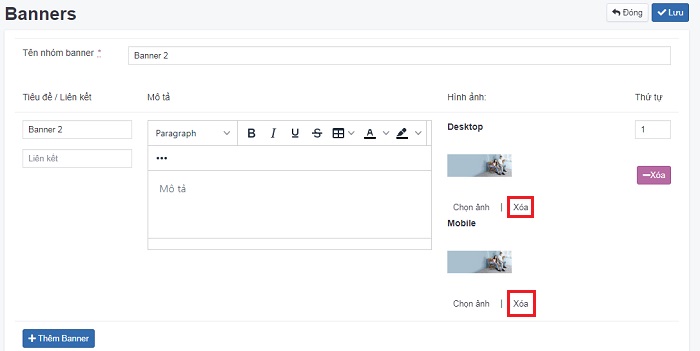 Banners
Đóng
Lưu
Tên nhóm banner *
Banner 2
Tiêu đề / Liên kết
Mô tả
Hình ảnh:
Thứ tự
Banner 2
Liên kết
Paragraph
B I U S A
•••
Mô tả
Desktop
1
Xóa
Chọn ảnh | Xóa
Mobile
Chọn ảnh | Xóa
+ Thêm Banner